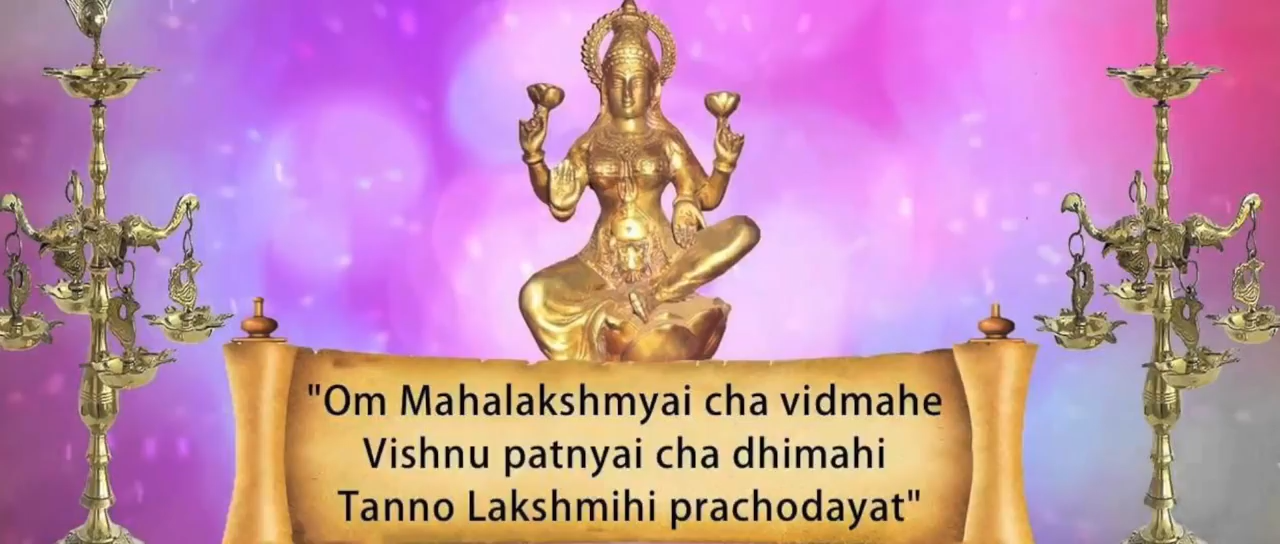 "Om Mahalakshmyai cha vidmahe
Vishnu patnyai cha dhimahi
Tanno Lakshmihi prachodayat"